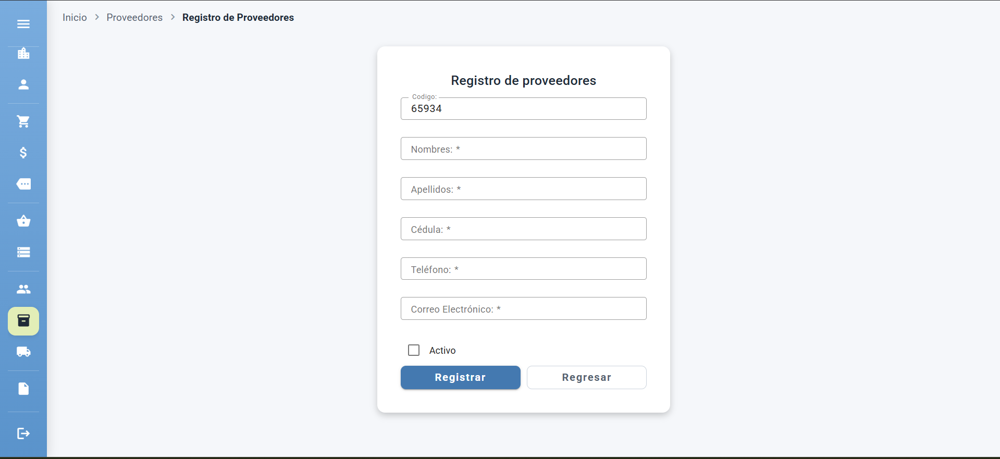 Inicio > Proveedores > Registro de Proveedores
Registro de proveedores
Codigo:
65934
Nombres: *
Apellidos: *
Cédula: *
Teléfono: *
Correo Electrónico: *
Activo
Registrar Regresar